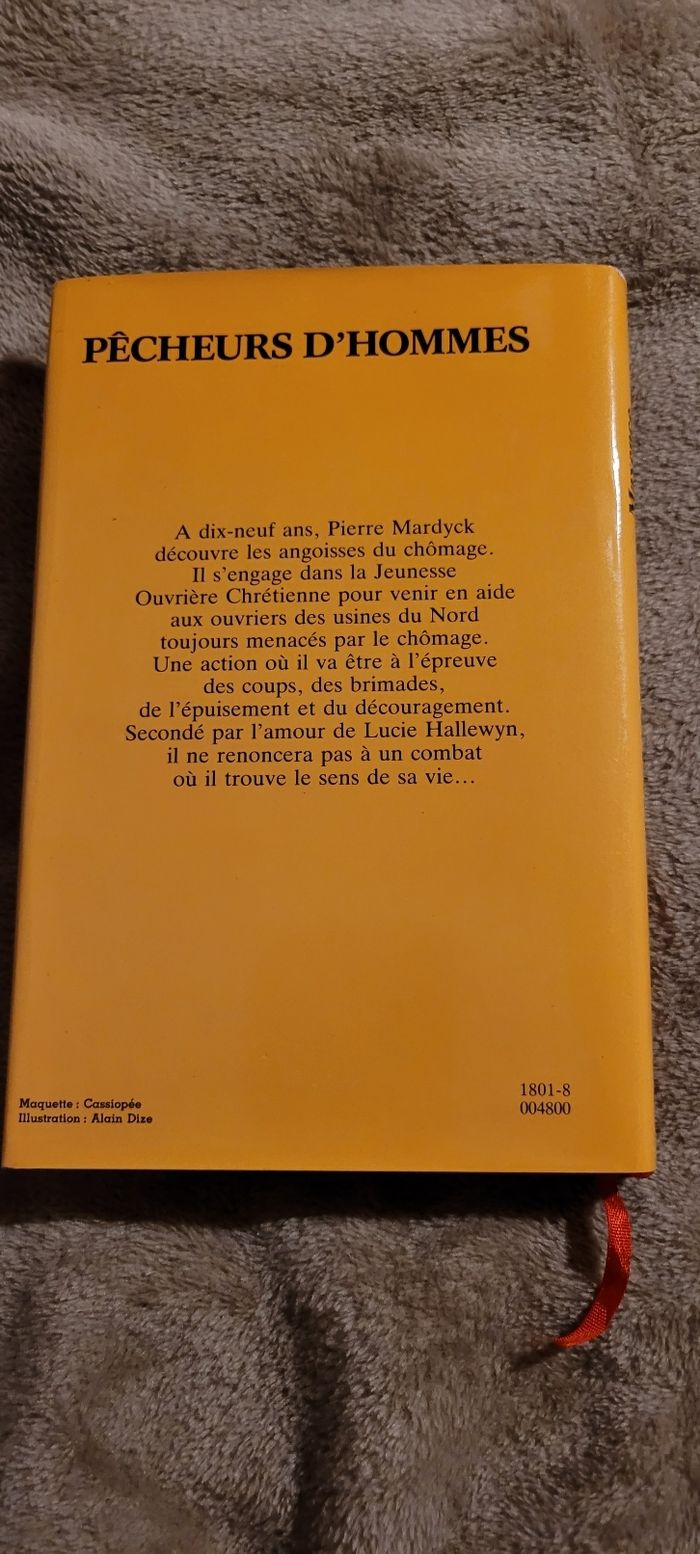 PÊCHEURS D'HOMMES
A dix-neuf ans, Pierre Mardyck
découvre les angoisses du chômage.
Il s'engage dans la Jeunesse
Ouvrière Chrétienne pour venir en aide
aux ouvriers des usines du Nord
toujours menacés par le chômage.
Une action où il va être à l'épreuve
des coups, des brimades,
de l'épuisement et du découragement.
Secondé par l'amour de Lucie Hallewyn,
il ne renoncera pas à un combat
où il trouve le sens de sa vie...
Maquette : Cassiopée
Illustration : Alain Dize
1801-8
004800